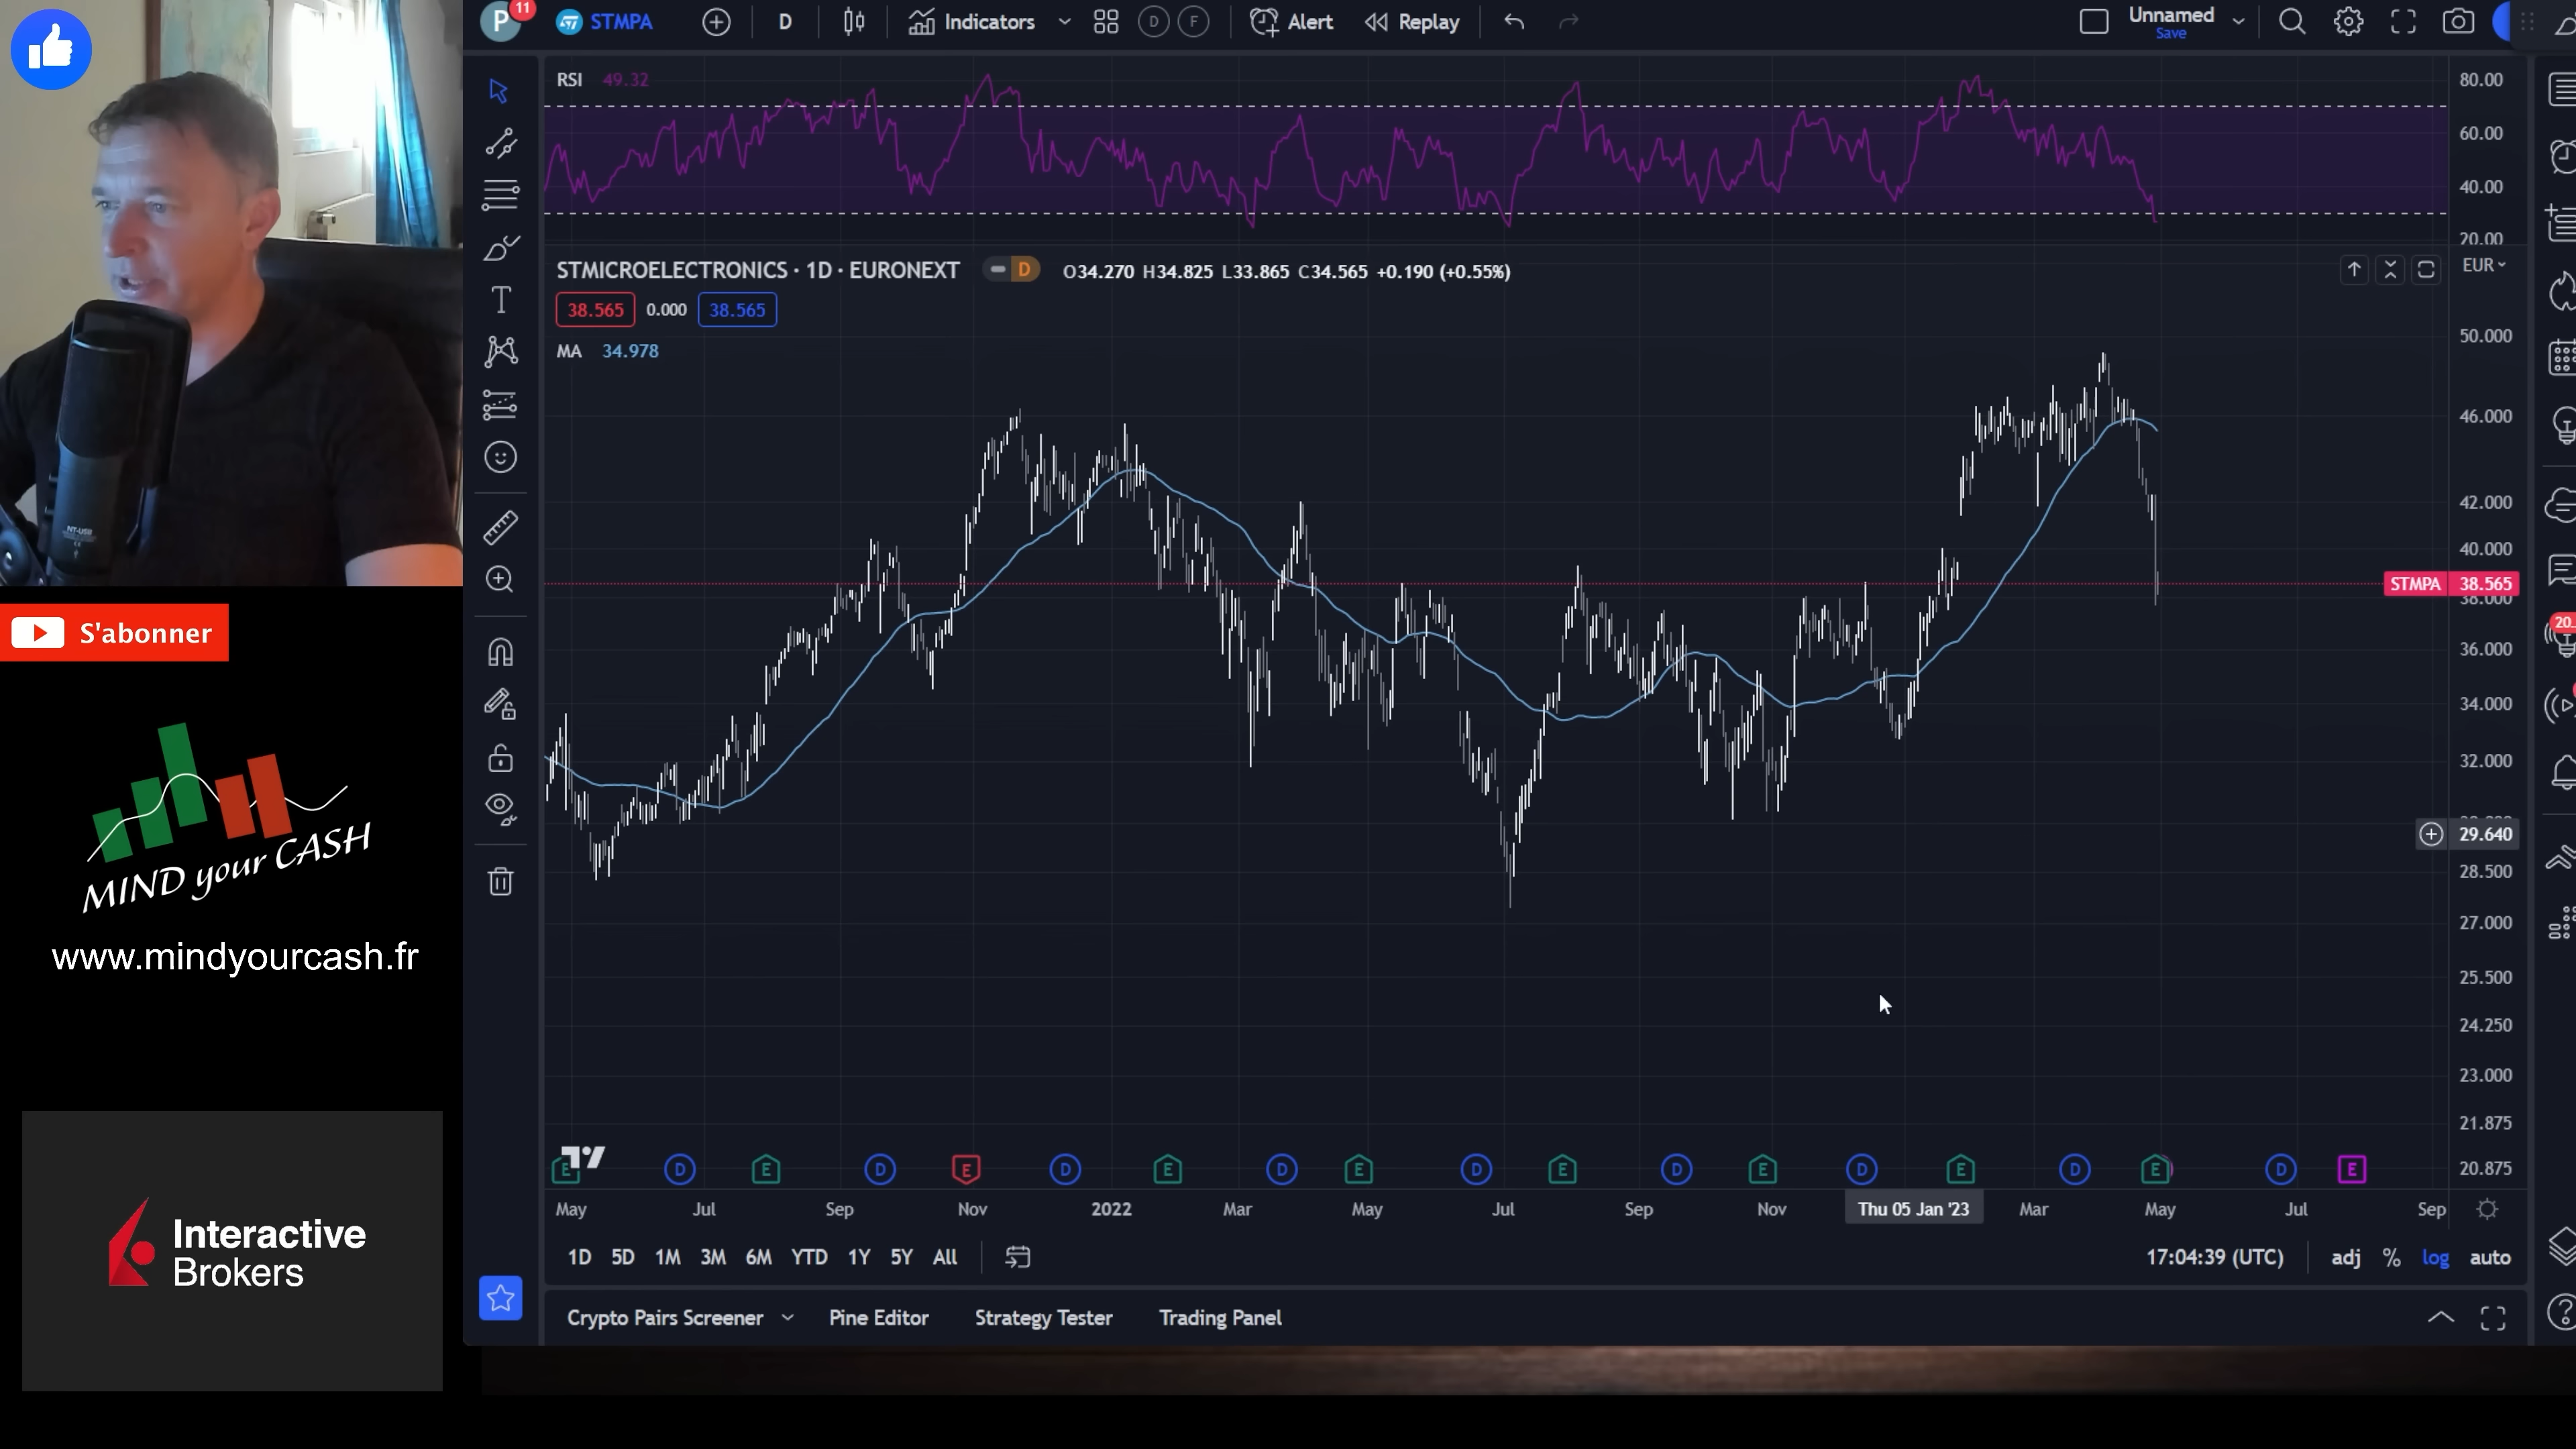 P 11 STMPA D Indicators D F Alert Replay Unnamed
Save
RSI 49.32
80.00
60.00
40.00
20.00
STMICROELECTRONICS · 1D · EURONEXT D O34.270 H34.825 L33.865 C34.565 +0.190 (+0.55%)
EUR
38.565 0.000 38.565
MA 34.978
50.000
46.000
42.000
40.000
STMPA 38.565
38.000
36.000
34.000
32.000
29.640
28.500
27.000
25.500
24.250
23.000
21.875
20.875
20.
NT-USB
S'abonner
MIND your CASH
www.mindyourcash.fr
Interactive
Brokers
E D E D E D E D E D E D E D E D E D E
May Jul Sep Nov 2022 Mar May Jul Sep Nov Thu 05 Jan '23 Mar May Jul Sep
1D 5D 1M 3M 6M YTD 1Y 5Y All 17:04:39 (UTC) adj % log auto
Crypto Pairs Screener Pine Editor Strategy Tester Trading Panel